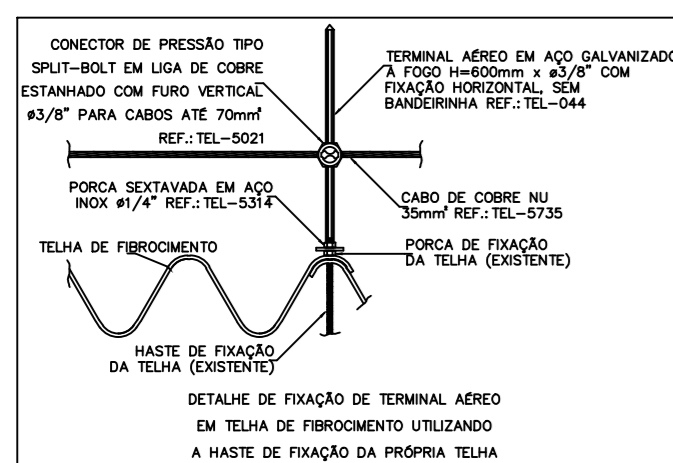 CONECTOR DE PRESSÃO TIPO
SPLIT-BOLT EM LIGA DE COBRE
ESTANHADO COM FURO VERTICAL
ø3/8" PARA CABOS ATÉ 70mm²
REF.: TEL-5021
TERMINAL AÉREO EM AÇO GALVANIZADO
A FOGO H=600mm x ø3/8" COM
FIXAÇÃO HORIZONTAL, SEM
BANDEIRINHA REF.: TEL-044
PORCA SEXTAVADA EM AÇO
INOX ø1/4" REF.: TEL-5314
CABO DE COBRE NU
35mm² REF.: TEL-5735
TELHA DE FIBROCIMENTO
PORCA DE FIXAÇÃO
DA TELHA (EXISTENTE)
HASTE DE FIXAÇÃO
DA TELHA (EXISTENTE)
DETALHE DE FIXAÇÃO DE TERMINAL AÉREO
EM TELHA DE FIBROCIMENTO UTILIZANDO
A HASTE DE FIXAÇÃO DA PRÓPRIA TELHA